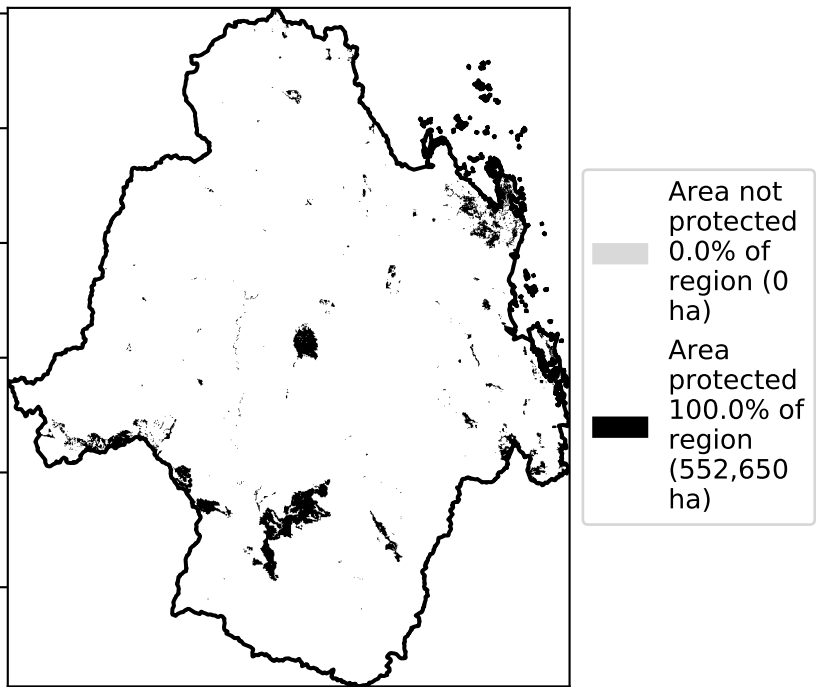 Area not
protected
0.0% of
region (0
ha)
Area
protected
100.0% of
region
(552,650
ha)